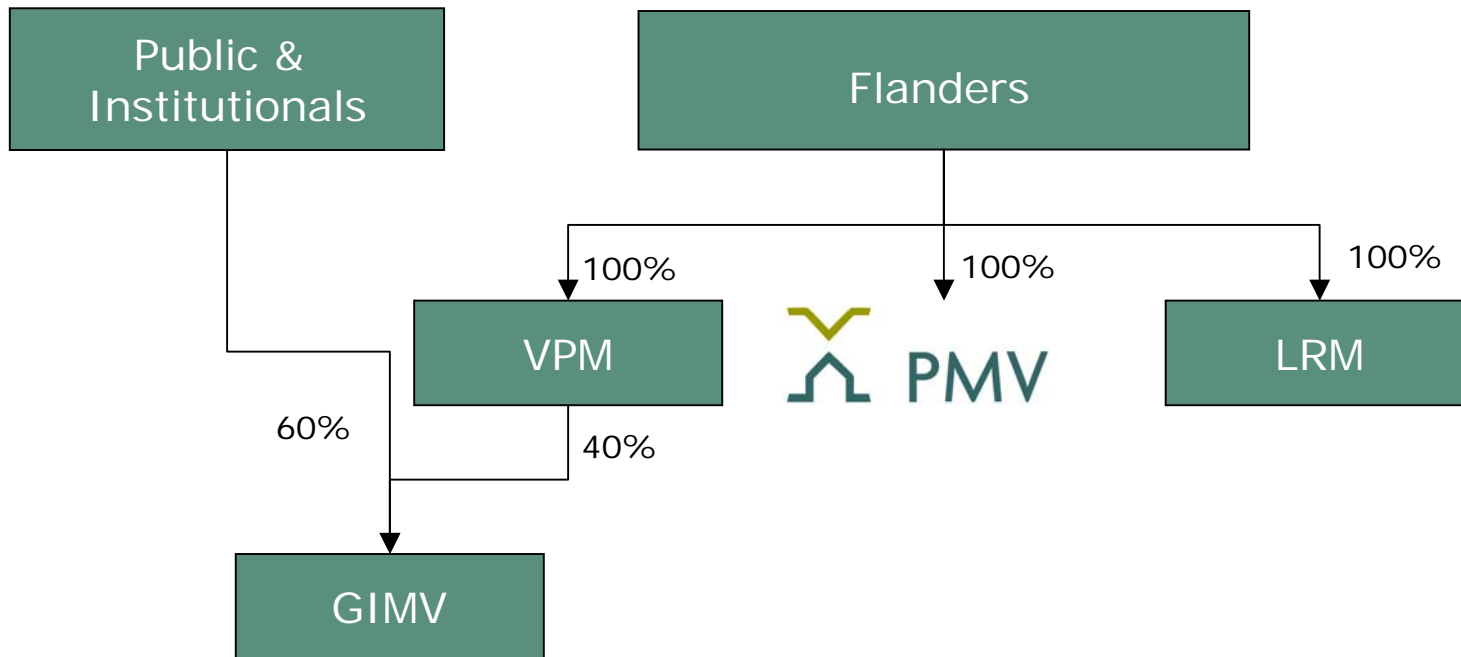 Public &
Institutionals
Flanders
100%
100%
100%
VPM
PMV
LRM
60%
40%
GIMV